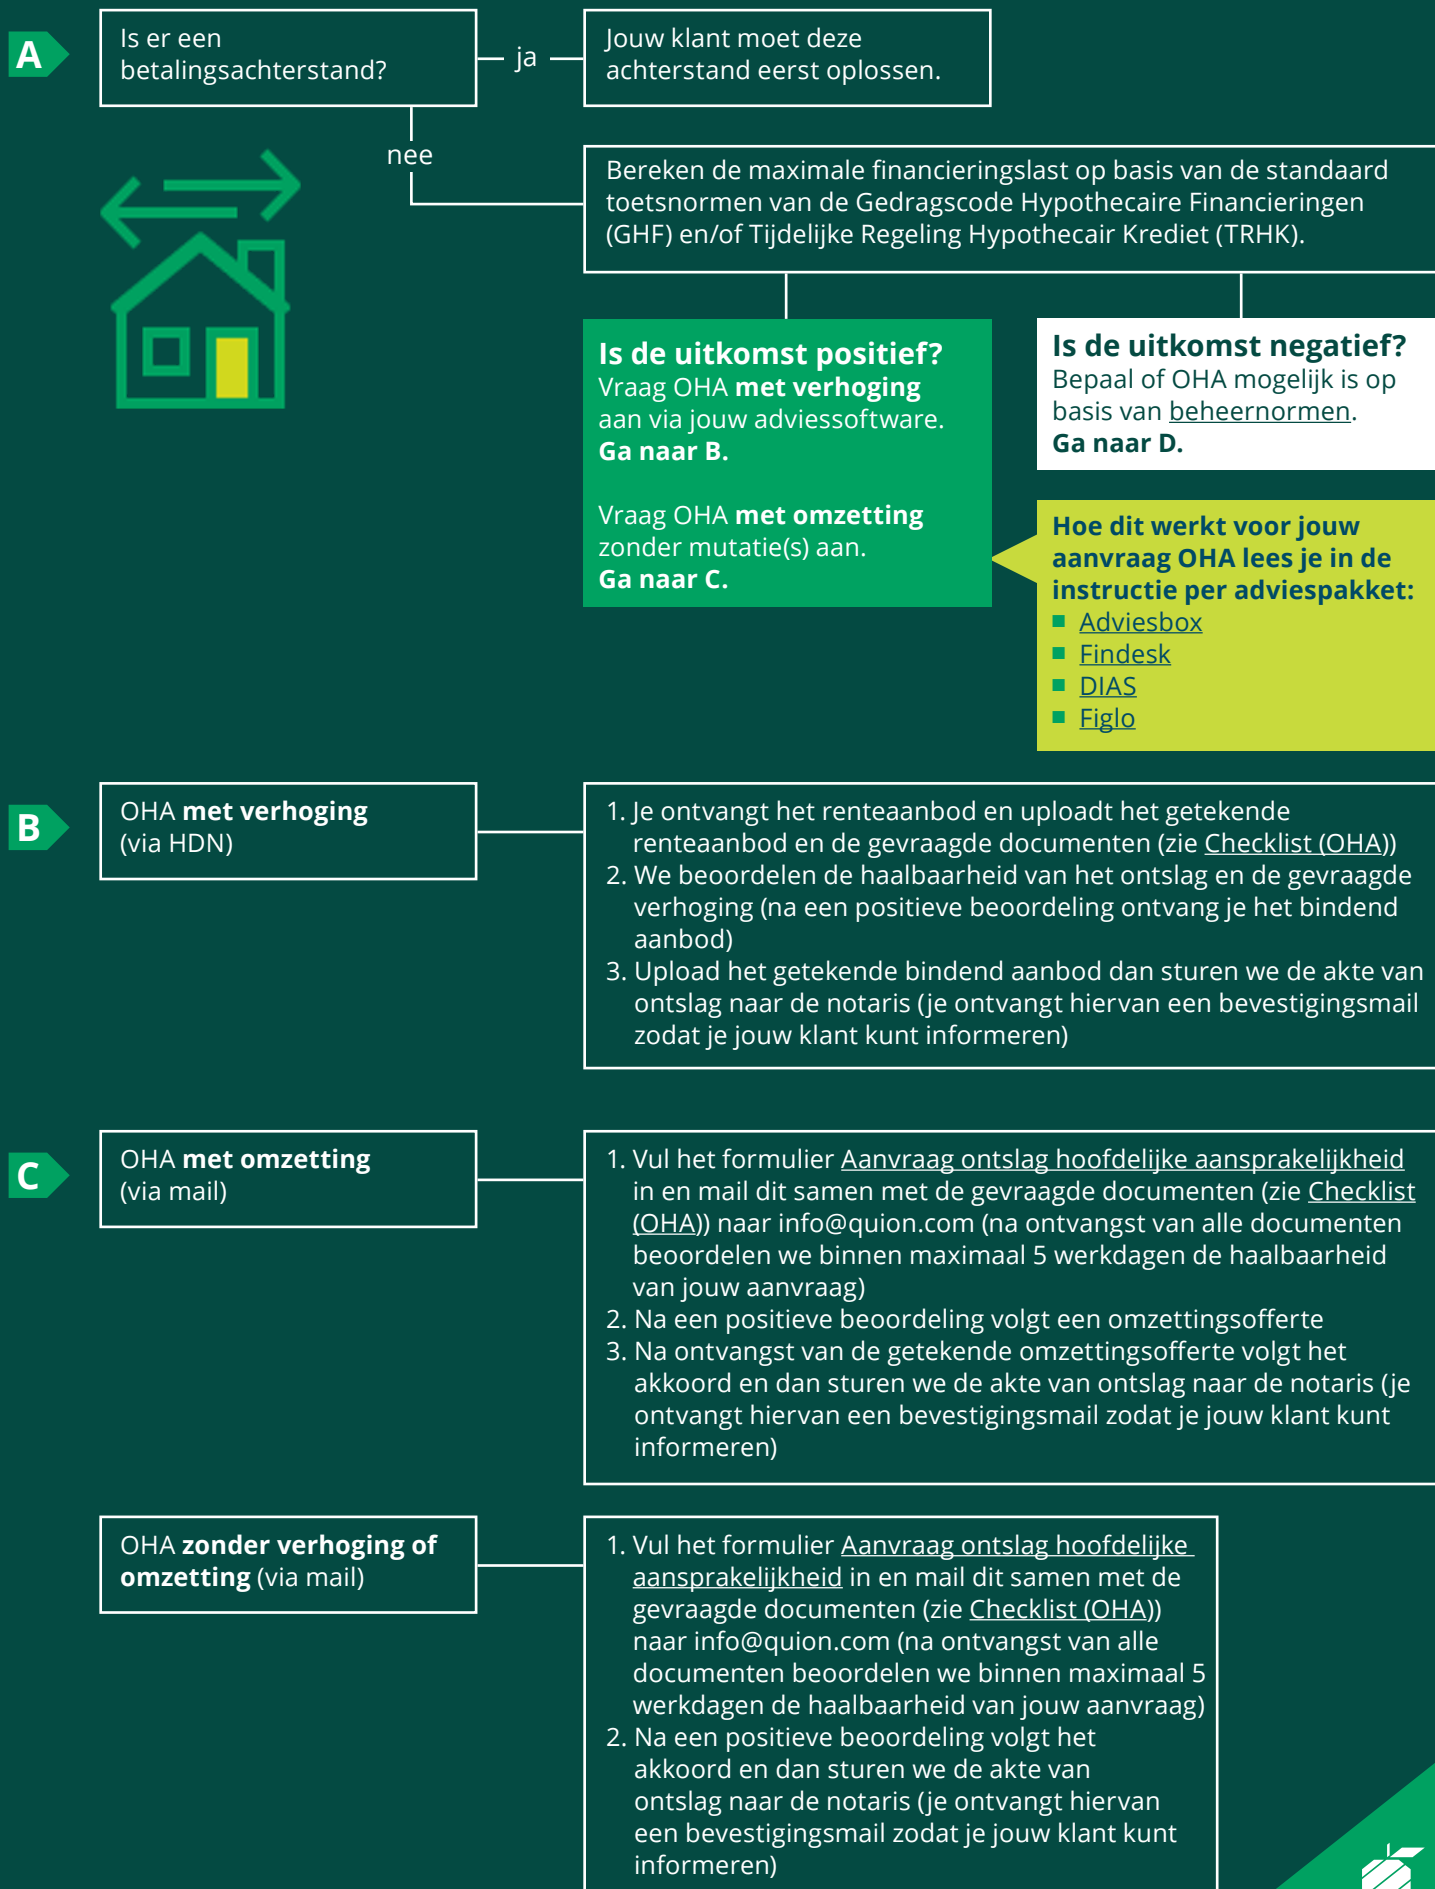 A
Is er een
betalingsachterstand?
ja
Jouw klant moet deze
achterstand eerst oplossen.
nee
Bereken de maximale financieringslast op basis van de standaard
toetsnormen van de Gedragscode Hypothecaire Financieringen
(GHF) en/of Tijdelijke Regeling Hypothecair Krediet (TRHK).
Is de uitkomst positief?
Vraag OHA met verhoging
aan via jouw adviessoftware.
Ga naar B.
Vraag OHA met omzetting
zonder mutatie(s) aan.
Ga naar C.
Is de uitkomst negatief?
Bepaal of OHA mogelijk is op
basis van beheernormen.
Ga naar D.
Hoe dit werkt voor jouw
aanvraag OHA lees je in de
instructie per adviespakket:
Adviesbox
Findesk
DIAS
Figlo
B
OHA met verhoging
(via HDN)
1. Je ontvangt het renteaanbod en uploadt het getekende
renteaanbod en de gevraagde documenten (zie Checklist (OHA))
2. We beoordelen de haalbaarheid van het ontslag en de gevraagde
verhoging (na een positieve beoordeling ontvang je het bindend
aanbod)
3. Upload het getekende bindend aanbod dan sturen we de akte van
ontslag naar de notaris (je ontvangt hiervan een bevestigingsmail
zodat je jouw klant kunt informeren)
C
OHA met omzetting
(via mail)
1. Vul het formulier Aanvraag ontslag hoofdelijke aansprakelijkheid
in en mail dit samen met de gevraagde documenten (zie Checklist
(OHA)) naar info@quion.com (na ontvangst van alle documenten
beoordelen we binnen maximaal 5 werkdagen de haalbaarheid
van jouw aanvraag)
2. Na een positieve beoordeling volgt een omzettingsofferte
3. Na ontvangst van de getekende omzettingsofferte volgt het
akkoord en dan sturen we de akte van ontslag naar de notaris (je
ontvangt hiervan een bevestigingsmail zodat je jouw klant kunt
informeren)
OHA zonder verhoging of
omzetting (via mail)
1. Vul het formulier Aanvraag ontslag hoofdelijke
aansprakelijkheid in en mail dit samen met de
gevraagde documenten (zie Checklist (OHA))
naar info@quion.com (na ontvangst van alle
documenten beoordelen we binnen maximaal 5
werkdagen de haalbaarheid van jouw aanvraag)
2. Na een positieve beoordeling volgt het
akkoord en dan sturen we de akte van
ontslag naar de notaris (je ontvangt hiervan
een bevestigingsmail zodat je jouw klant kunt
informeren)